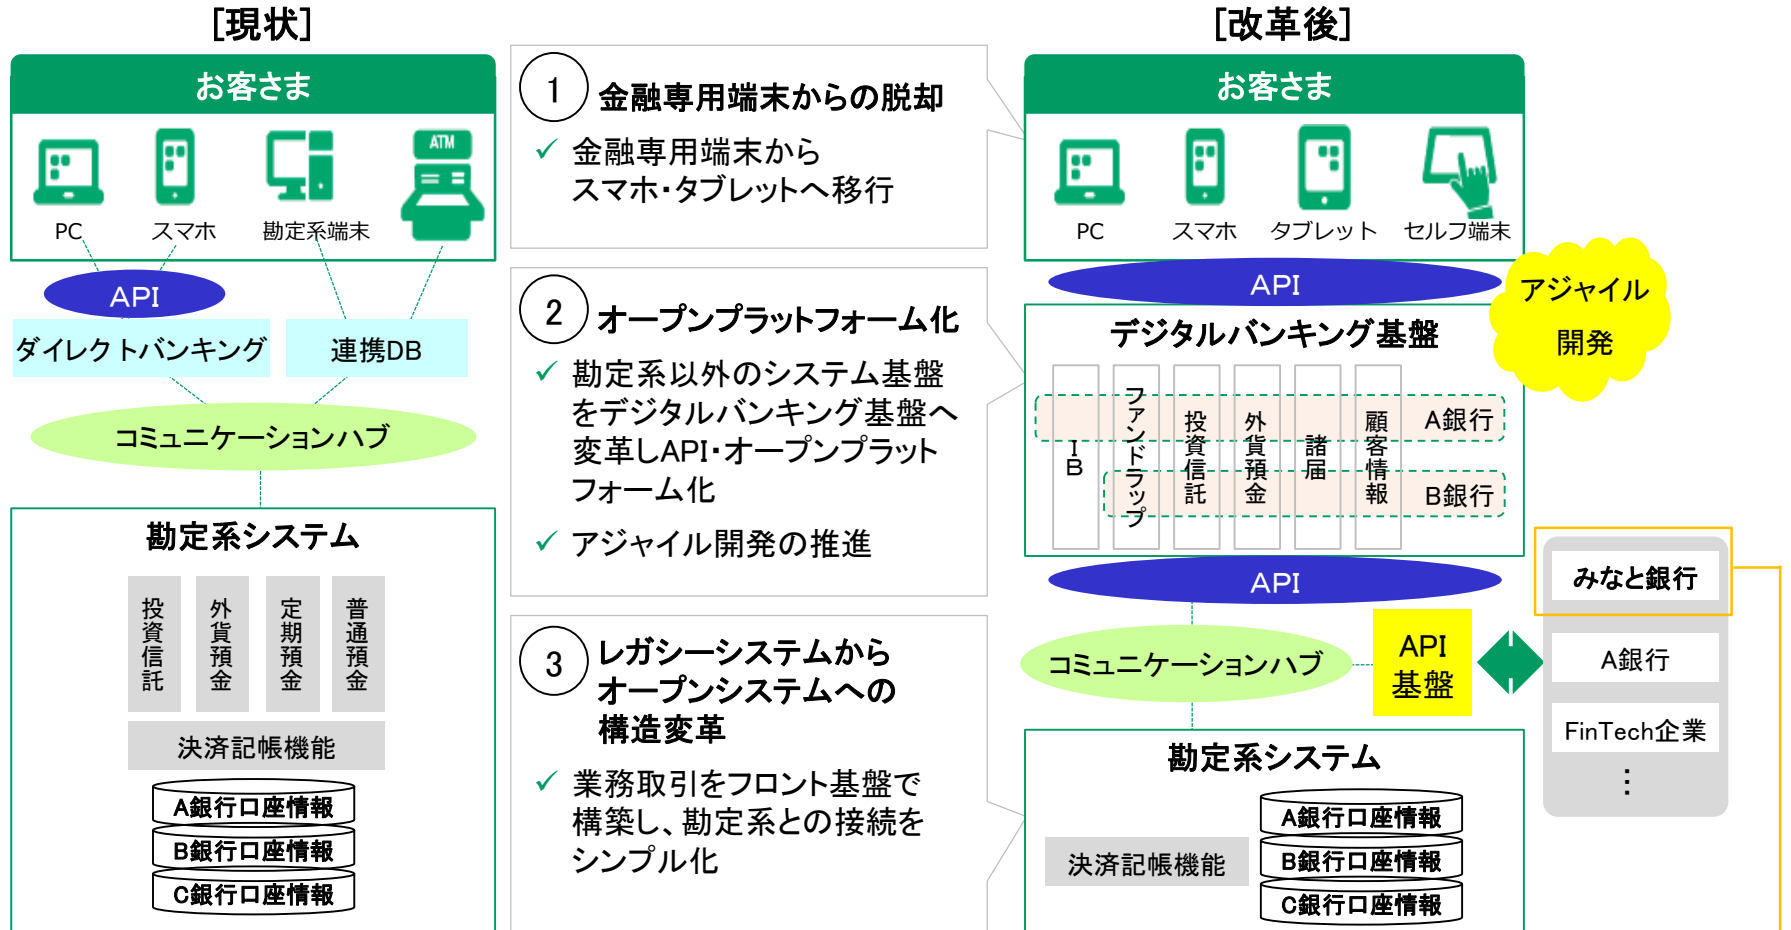 [現状]
お客さま
ATM
PC
スマホ
勘定系端末
API
ダイレクトバンキング
連携DB
コミュニケーションハブ
勘定系システム
投資信託
外貨預金
定期預金
普通預金
決済記帳機能
A銀行口座情報
B銀行口座情報
C銀行口座情報
1
金融専用端末からの脱却
✓ 金融専用端末から
スマホ・タブレットへ移行
2
オープンプラットフォーム化
✓ 勘定系以外のシステム基盤
をデジタルバンキング基盤へ
変革しAPI・オープンプラット
フォーム化
✓ アジャイル開発の推進
3
レガシーシステムから
オープンシステムへの
構造変革
✓ 業務取引をフロント基盤で
構築し、勘定系との接続を
シンプル化
[改革後]
お客さま
PC
スマホ
タブレット
セルフ端末
API
アジャイル
開発
デジタルバンキング基盤
IB
ファンドラップ
投資信託
外貨預金
諸届
顧客情報
A銀行
B銀行
API
コミュニケーションハブ
API
基盤
みなと銀行
A銀行
FinTech企業
…
勘定系システム
決済記帳機能
A銀行口座情報
B銀行口座情報
C銀行口座情報